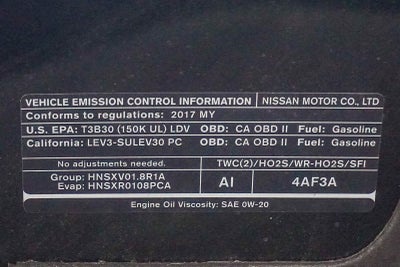 VEHICLE EMISSION CONTROL INFORMATION NISSAN MOTOR CO., LTD
Conforms to regulations: 2017 MY
U.S. EPA: T3B30 (150K UL) LDV OBD: CA OBD II Fuel: Gasoline
California: LEV3-SULEV30 PC OBD: CA OBD II Fuel: Gasoline
No adjustments needed. TWC(2)/HO2S/WR-HO2S/SFI
Group: HNSXV01.8R1A
Evap: HNSXR0108PCA
AI 4AF3A
Engine Oil Viscosity: SAE 0W-20